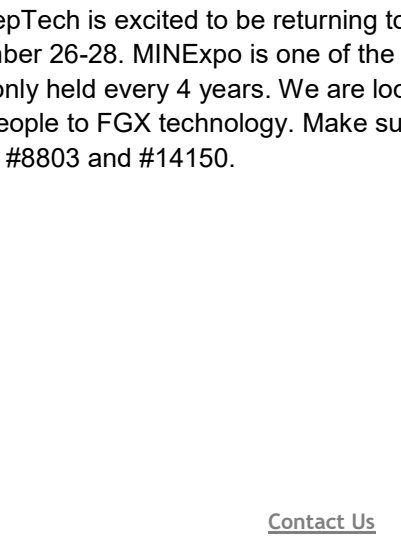 epTech is excited to be returning to
ber 26-28. MINExpo is one of the
only held every 4 years. We are loo
eople to FGX technology. Make su
#8803 and #14150.
Contact Us